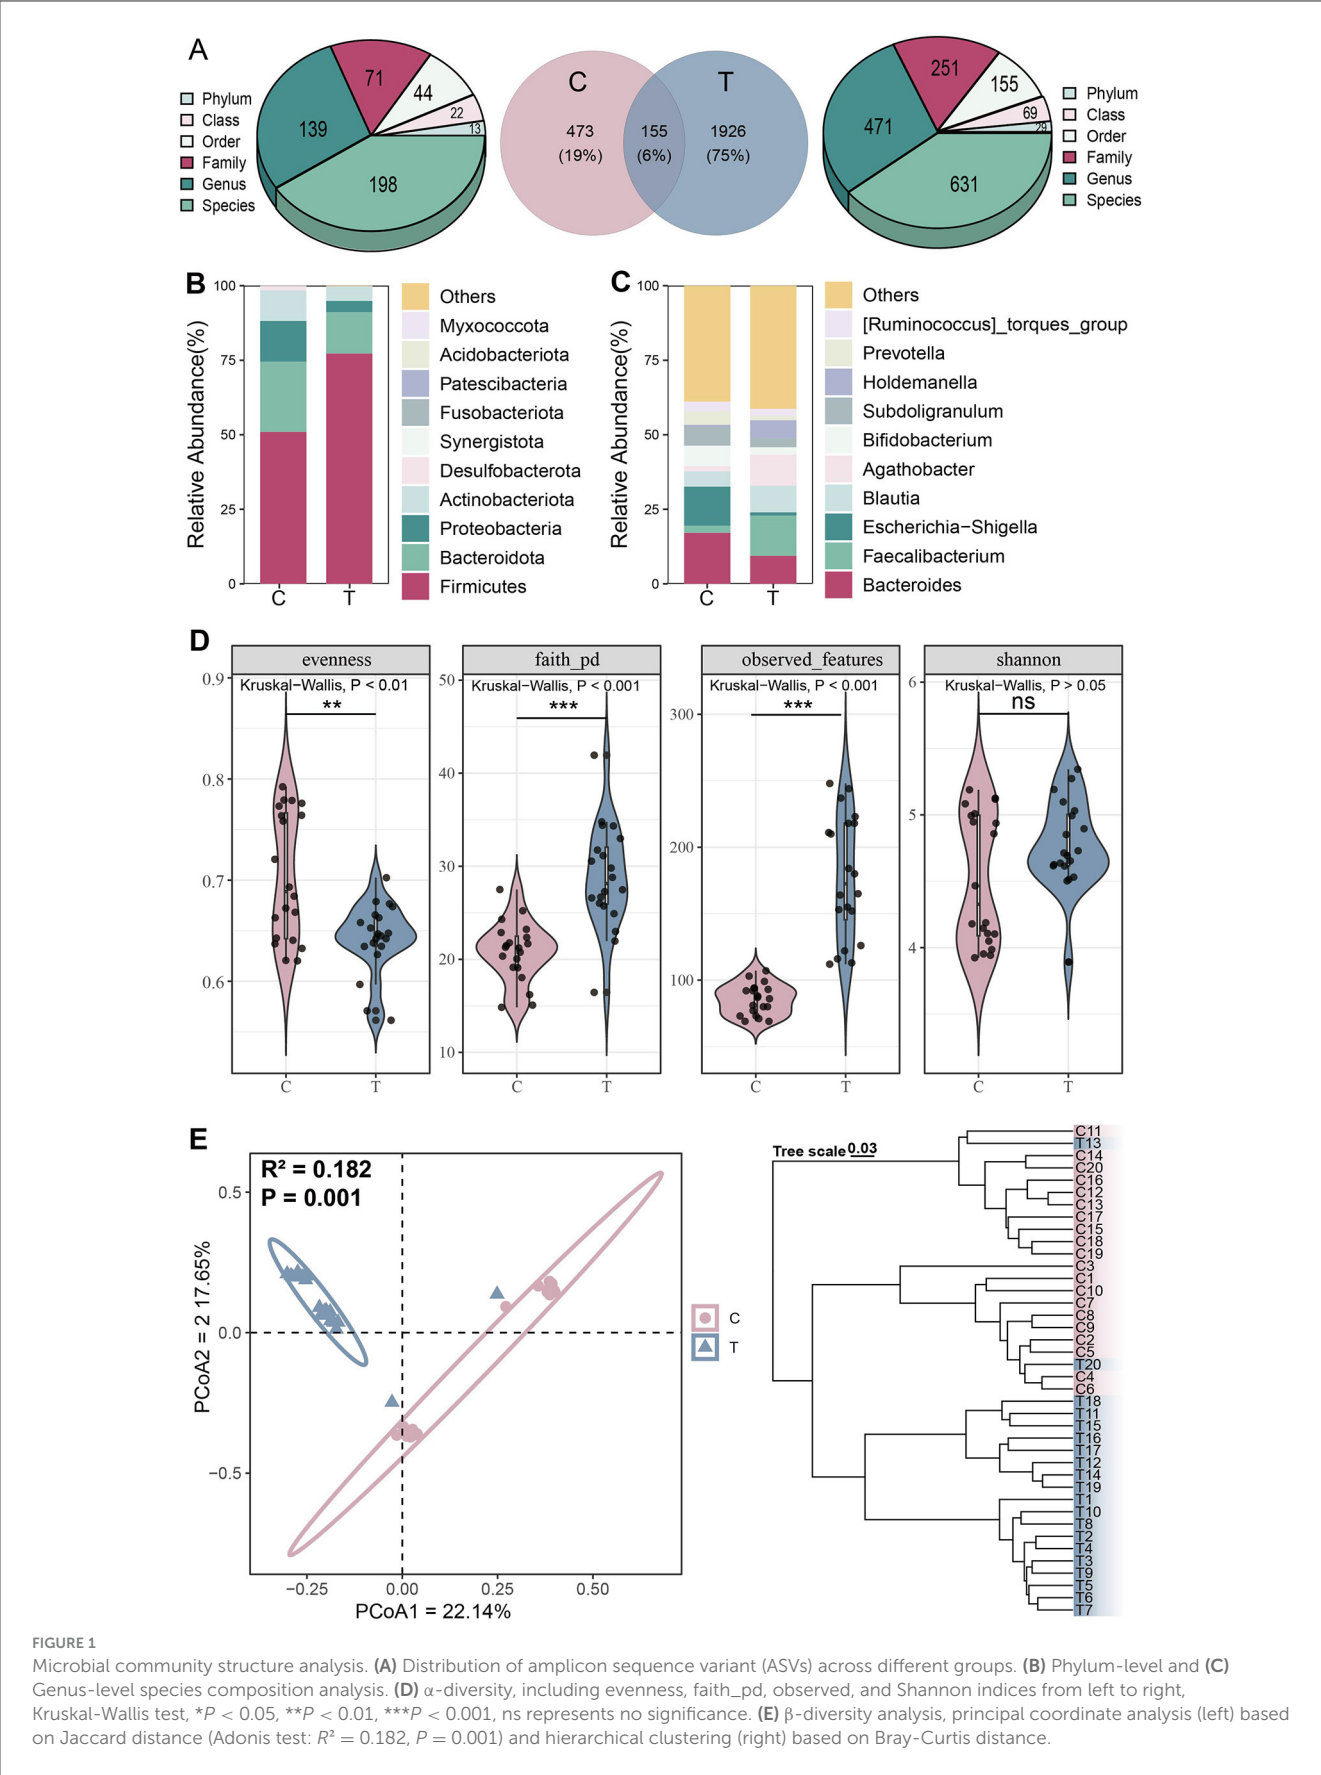 A
Phylum
Class
Order
Family
Genus
Species
71
44
22
13
139
198
C
T
473
(19%)
155
(6%)
1926
(75%)
251
155
69
29
471
631
Phylum
Class
Order
Family
Genus
Species
B
Relative Abundance(%)
100
75
50
25
0
C
T
Others
Myxococcota
Acidobacteriota
Patescibacteria
Fusobacteriota
Synergistota
Desulfobacterota
Actinobacteriota
Proteobacteria
Bacteroidota
Firmicutes
C
Relative Abundance(%)
100
75
50
25
0
C
T
Others
[Ruminococcus]_torques_group
Prevotella
Holdemanella
Subdoligranulum
Bifidobacterium
Agathobacter
Blautia
Escherichia−Shigella
Faecalibacterium
Bacteroides
D
evenness
Kruskal−Wallis, P < 0.01
**
0.9
0.8
0.7
0.6
C
T
faith_pd
Kruskal−Wallis, P < 0.001
***
50
40
30
20
10
C
T
observed_features
Kruskal−Wallis, P < 0.001
***
300
200
100
C
T
shannon
Kruskal−Wallis, P > 0.05
ns
6
5
4
C
T
E
R² = 0.182
P = 0.001
PCoA2 = 2 17.65%
0.5
0.0
−0.5
−0.25
0.00
0.25
0.50
PCoA1 = 22.14%
C
T
Tree scale 0.03
C11
T13
C14
C20
C16
C12
C13
C17
C15
C18
C19
C3
C1
C10
C7
C8
C9
C2
C5
T20
C4
C6
T18
T11
T15
T16
T17
T12
T14
T19
T1
T10
T8
T2
T4
T3
T9
T5
T6
T7
FIGURE 1
Microbial community structure analysis. (A) Distribution of amplicon sequence variant (ASVs) across different groups. (B) Phylum-level and (C)
Genus-level species composition analysis. (D) α-diversity, including evenness, faith_pd, observed, and Shannon indices from left to right,
Kruskal-Wallis test, *P < 0.05, **P < 0.01, ***P < 0.001, ns represents no significance. (E) β-diversity analysis, principal coordinate analysis (left) based
on Jaccard distance (Adonis test: R² = 0.182, P = 0.001) and hierarchical clustering (right) based on Bray-Curtis distance.